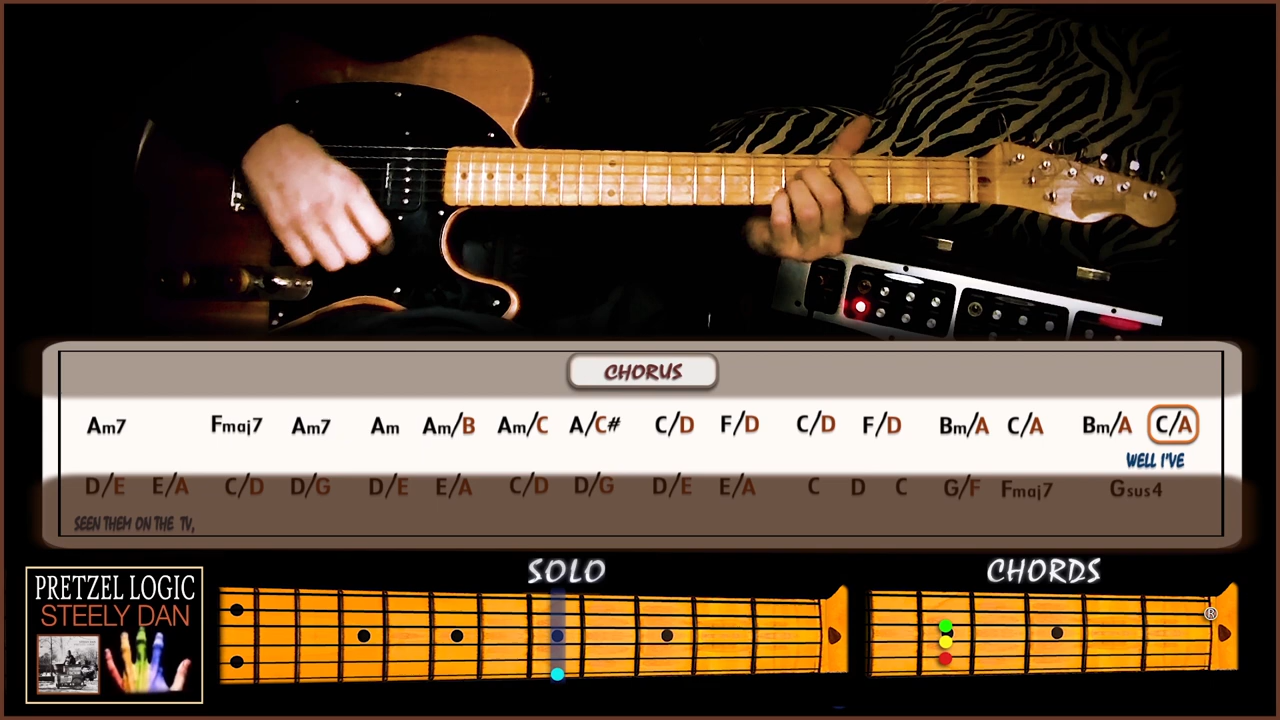 CHORUS
Am7 Fmaj7 Am7 Am Am/B Am/C A/C# C/D F/D C/D F/D Bm/A C/A Bm/A C/A
WELL I'VE
D/E E/A C/D D/G D/E E/A C/D D/G D/E E/A C D C G/F Fmaj7 Gsus4
SEEN THEM ON THE TV,
SOLO
CHORDS
PRETZEL LOGIC
STEELY DAN
®